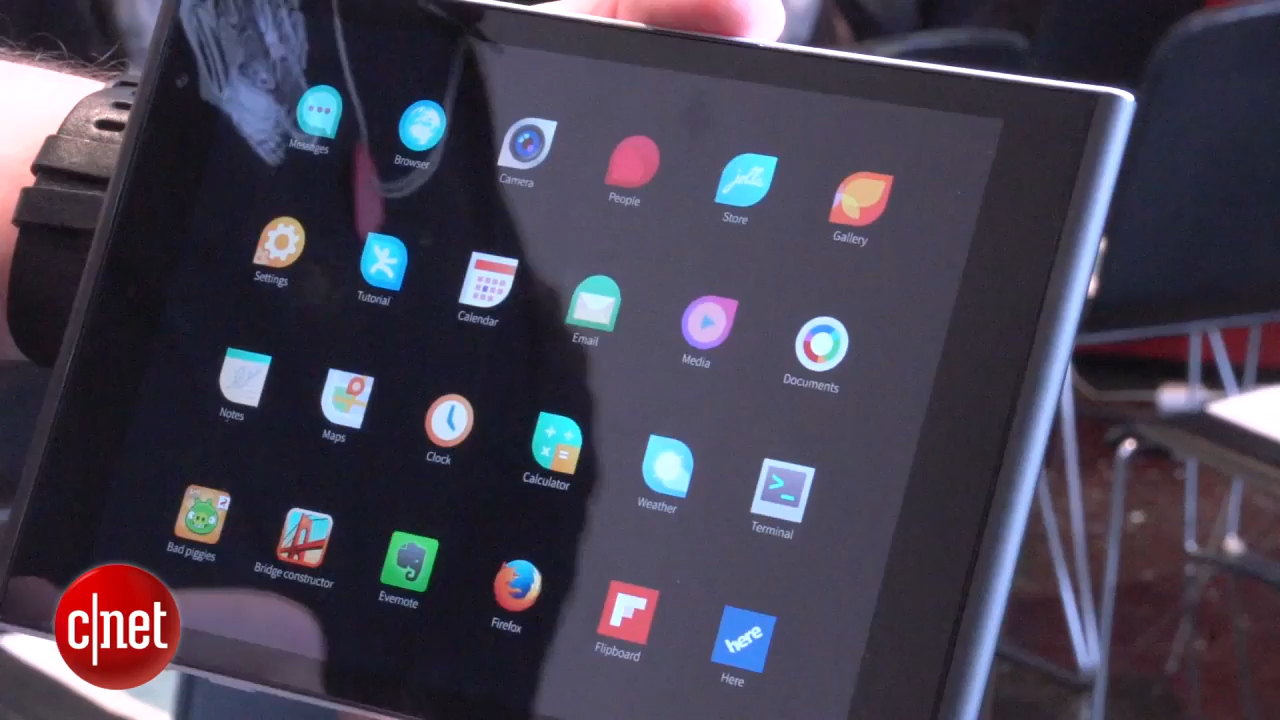 Messages
Browser
Camera
People
jolla
Store
Gallery
Settings
Tutorial
Calendar
Email
Media
Documents
Notes
Maps
Clock
Calculator
Weather
>_
Terminal
Bad piggies
Bridge constructor
Evernote
Firefox
Flipboard
here
Here
c|net